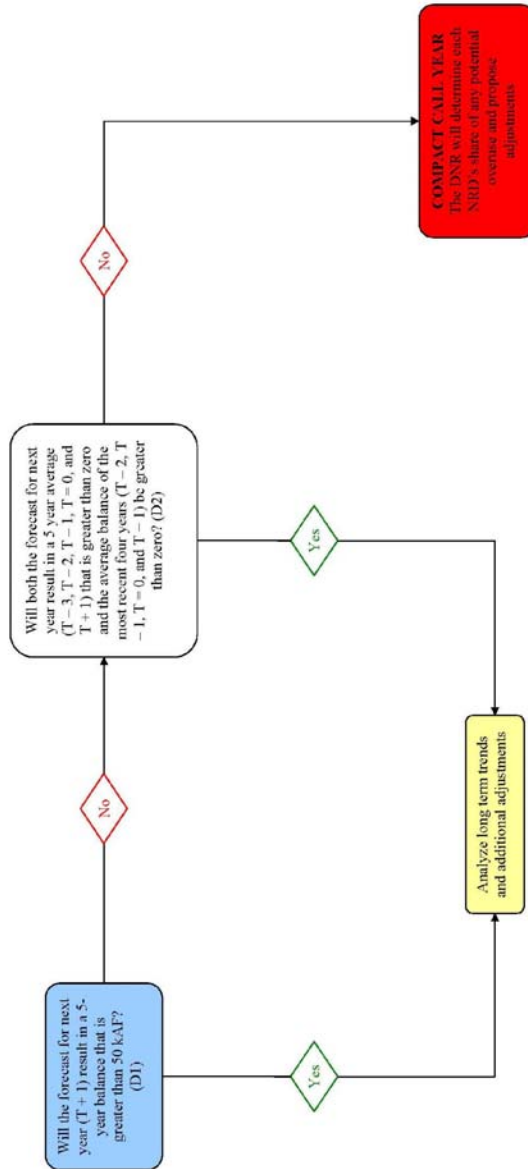 Will the forecast for next
year (T + 1) result in a 5-
year balance that is
greater than 50 kAF?
(D1)
No
Will both the forecast for next
year result in a 5 year average
(T – 3, T – 2, T – 1, T = 0, and
T + 1) that is greater than zero
and the average balance of the
most recent four years (T – 2, T
– 1, T = 0, and T – 1) be greater
than zero? (D2)
No
COMPACT CALL YEAR
The DNR will determine each
NRD's share of any potential
overuse and propose
adjustments
Yes
Yes
Analyze long term trends
and additional adjustments